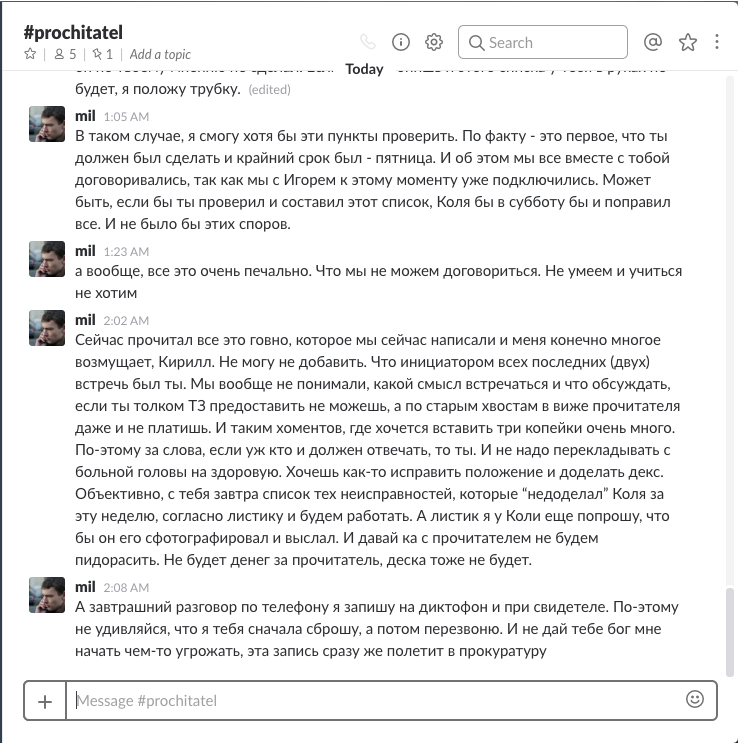 #prochitatel
5
1
Add a topic
Search
Today
будет, я положу трубку. (edited)
mil 1:05 AM
В таком случае, я смогу хотя бы эти пункты проверить. По факту - это первое, что ты
должен был сделать и крайний срок был - пятница. И об этом мы все вместе с тобой
договоривались, так как мы с Игорем к этому моменту уже подключились. Может
быть, если бы ты проверил и составил этот список, Коля бы в субботу бы и поправил
все. И не было бы этих споров.
mil 1:23 AM
а вообще, все это очень печально. Что мы не можем договориться. Не умеем и учиться
не хотим
mil 2:02 AM
Сейчас прочитал все это говно, которое мы сейчас написали и меня конечно многое
возмущает, Кирилл. Не могу не добавить. Что инициатором всех последних (двух)
встречь был ты. Мы вообще не понимали, какой смысл встречаться и что обсуждать,
если ты толком ТЗ предоставить не можешь, а по старым хвостам в виже прочитателя
даже и не платишь. И таким хоментов, где хочется вставить три копейки очень много.
По-этому за слова, если уж кто и должен отвечать, то ты. И не надо перекладывать с
больной головы на здоровую. Хочешь как-то исправить положение и доделать декс.
Объективно, с тебя завтра список тех неисправностей, которые “недоделал” Коля за
эту неделю, согласно листику и будем работать. А листик я у Коли еще попрошу, что
бы он его сфотографировал и выслал. И давай ка с прочитателем не будем
пидорасить. Не будет денег за прочитатель, деска тоже не будет.
mil 2:08 AM
А завтрашний разговор по телефону я запишу на диктофон и при свидетеле. По-этому
не удивляйся, что я тебя сначала сброшу, а потом перезвоню. И не дай тебе бог мне
начать чем-то угрожать, эта запись сразу же полетит в прокуратуру
Message #prochitatel